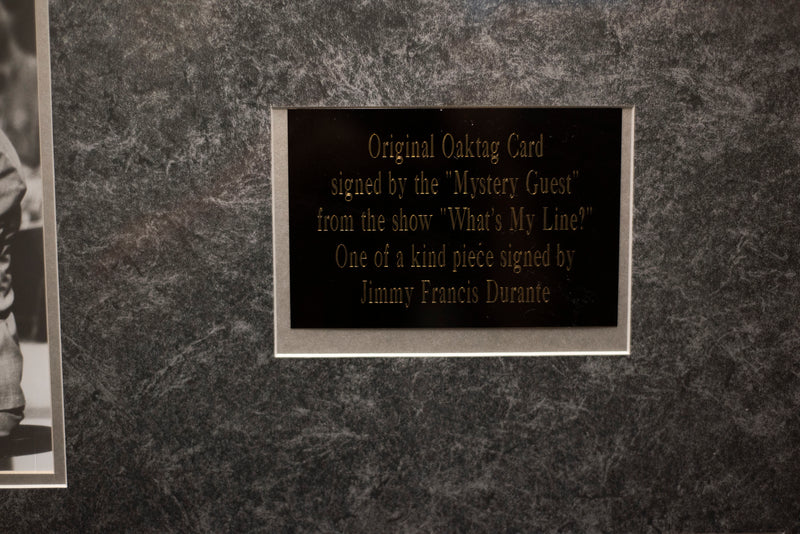 Original Oaktag Card
signed by the "Mystery Guest"
from the show "What's My Line?"
One of a kind piece signed by
Jimmy Francis Durante